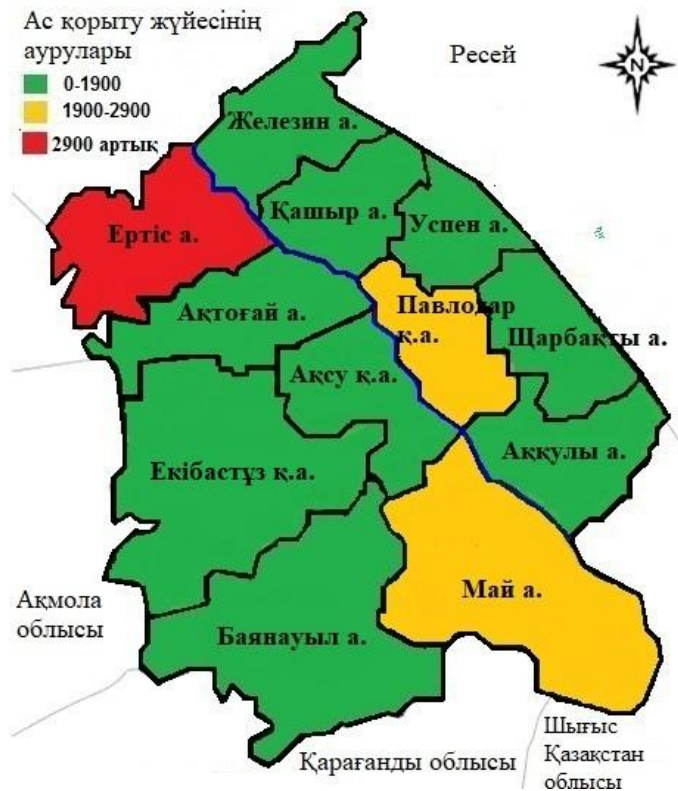 Ас қорыту жүйесінің
аурулары
0-1900
1900-2900
2900 артық
Ресей
N
Железин а.
Қашыр а.
Успен а.
Ертіс а.
Ақтоғай а.
Павлодар
қ.а.
Щарбақты а.
Ақсу қ.а.
Екібастұз қ.а.
Аққулы а.
Май а.
Баянауыл а.
Ақмола
облысы
Қарағанды облысы
Шығыс
Қазақстан
облысы